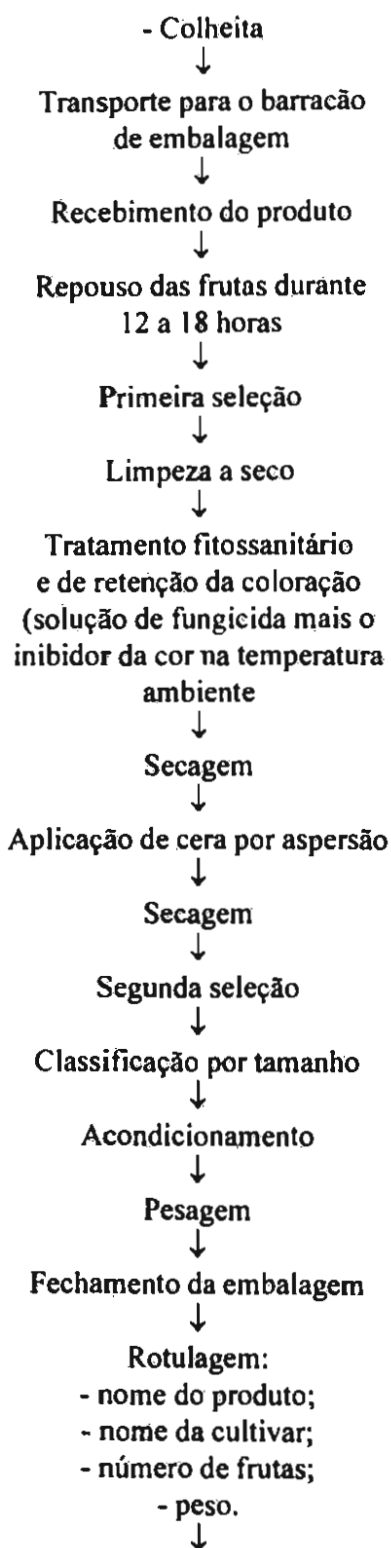 - Colheita
↓
Transporte para o barracão
de embalagem
↓
Recebimento do produto
↓
Repouso das frutas durante
12 a 18 horas
↓
Primeira seleção
↓
Limpeza a seco
↓
Tratamento fitossanitário
e de retenção da coloração
(solução de fungicida mais o
inibidor da cor na temperatura
ambiente
↓
Secagem
↓
Aplicação de cera por aspersão
↓
Secagem
↓
Segunda seleção
↓
Classificação por tamanho
↓
Acondicionamento
↓
Pesagem
↓
Fechamento da embalagem
↓
Rotulagem:
- nome do produto;
- nome da cultivar;
- número de frutas;
- peso.
↓